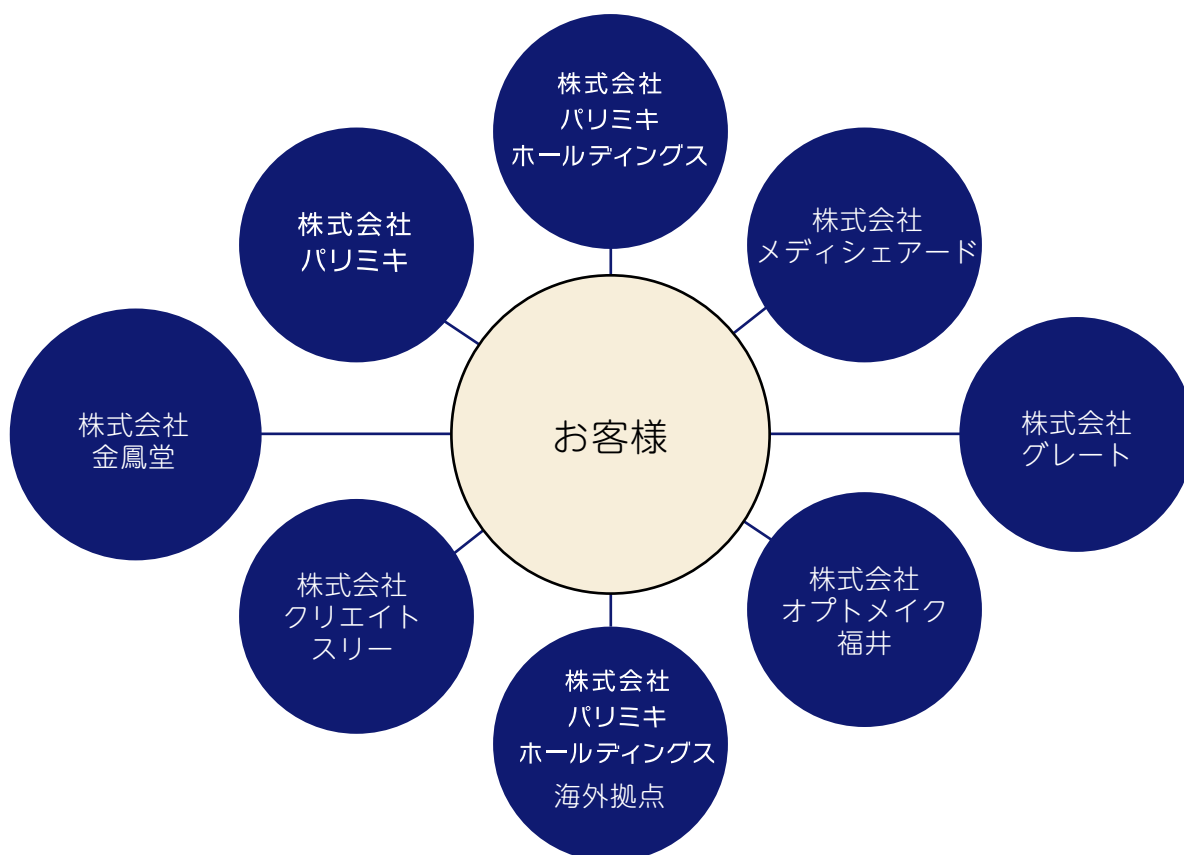 株式会社
パリミキ
ホールディングス
株式会社
パリミキ
株式会社
メディシェアード
株式会社
金鳳堂
お客様
株式会社
グレート
株式会社
クリエイト
スリー
株式会社
オプトメイク
福井
株式会社
パリミキ
ホールディングス
海外拠点